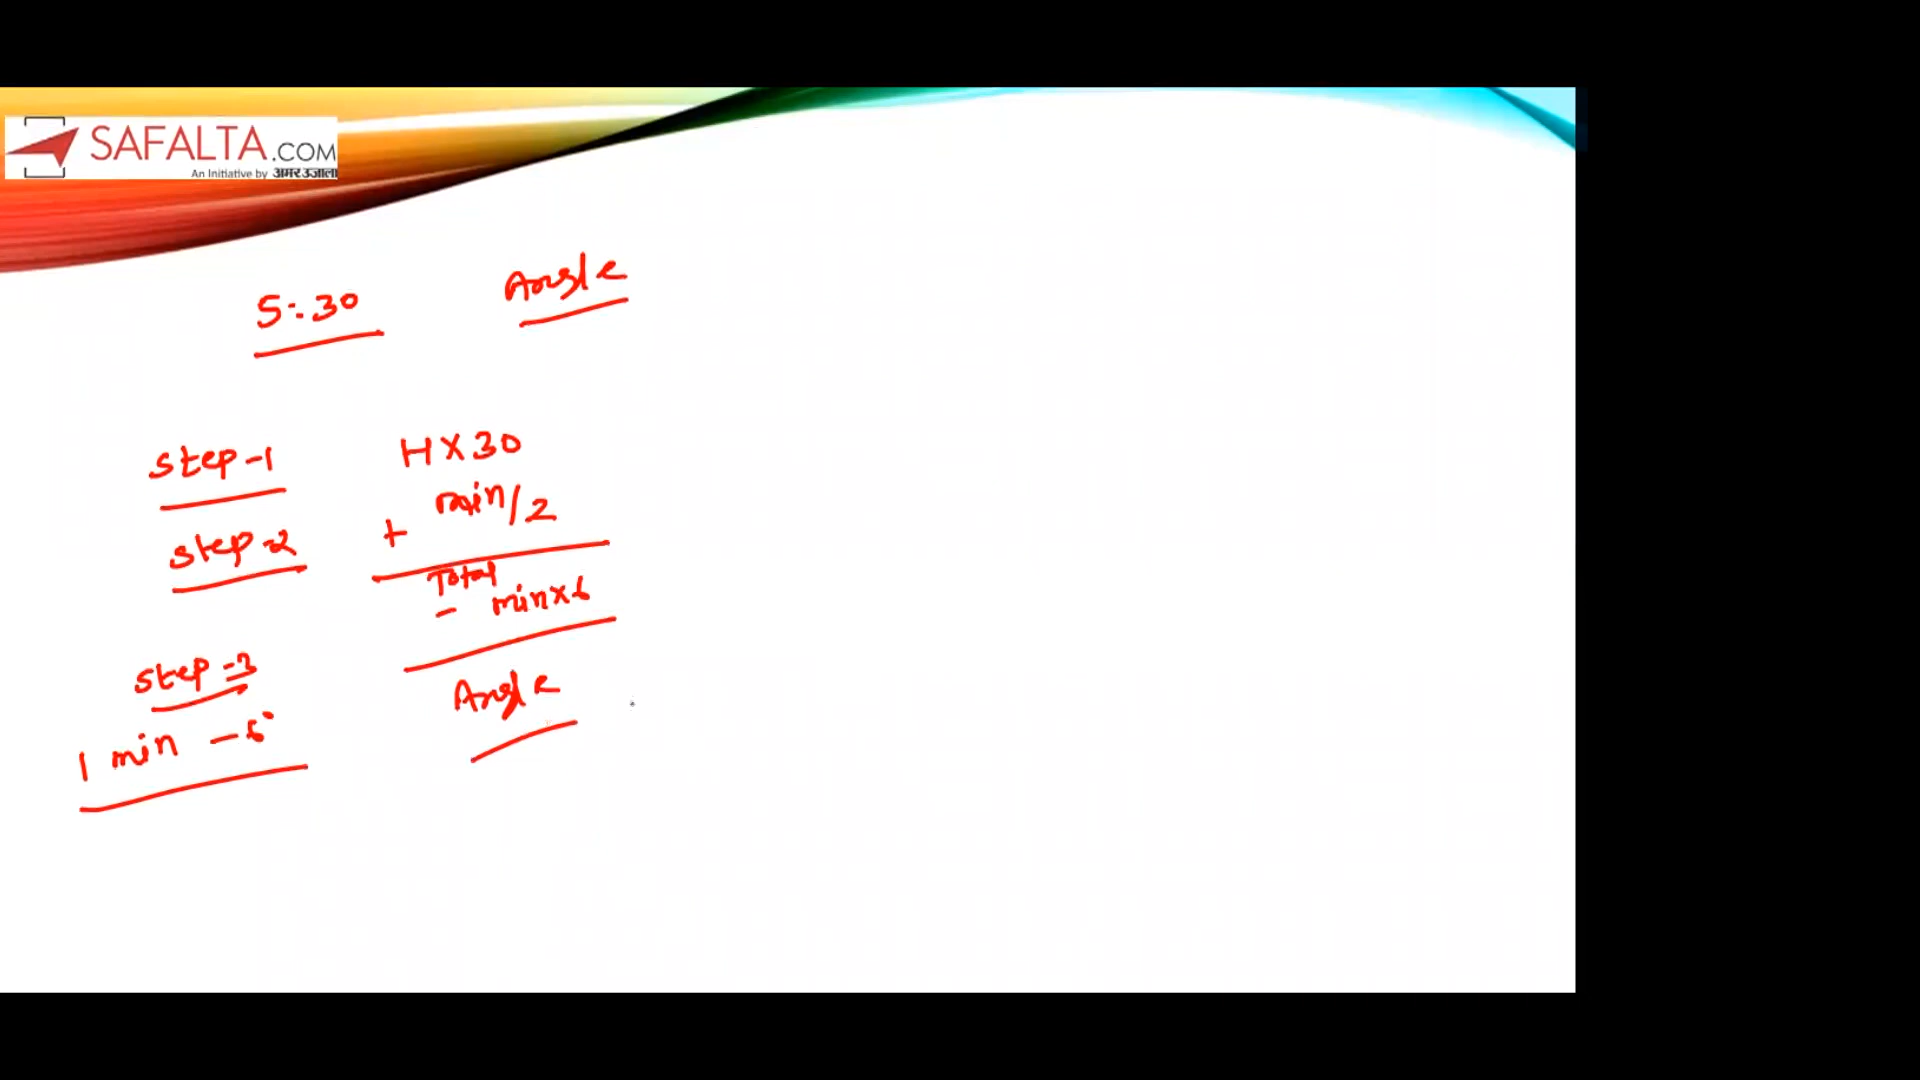 SAFALTA.COM
An Initiative by अमर उजाला
5:30 Angle
Step-1 H×30
Step-2 + min/2
Total
- min×6
Step-3
Angle
1 min - 6°